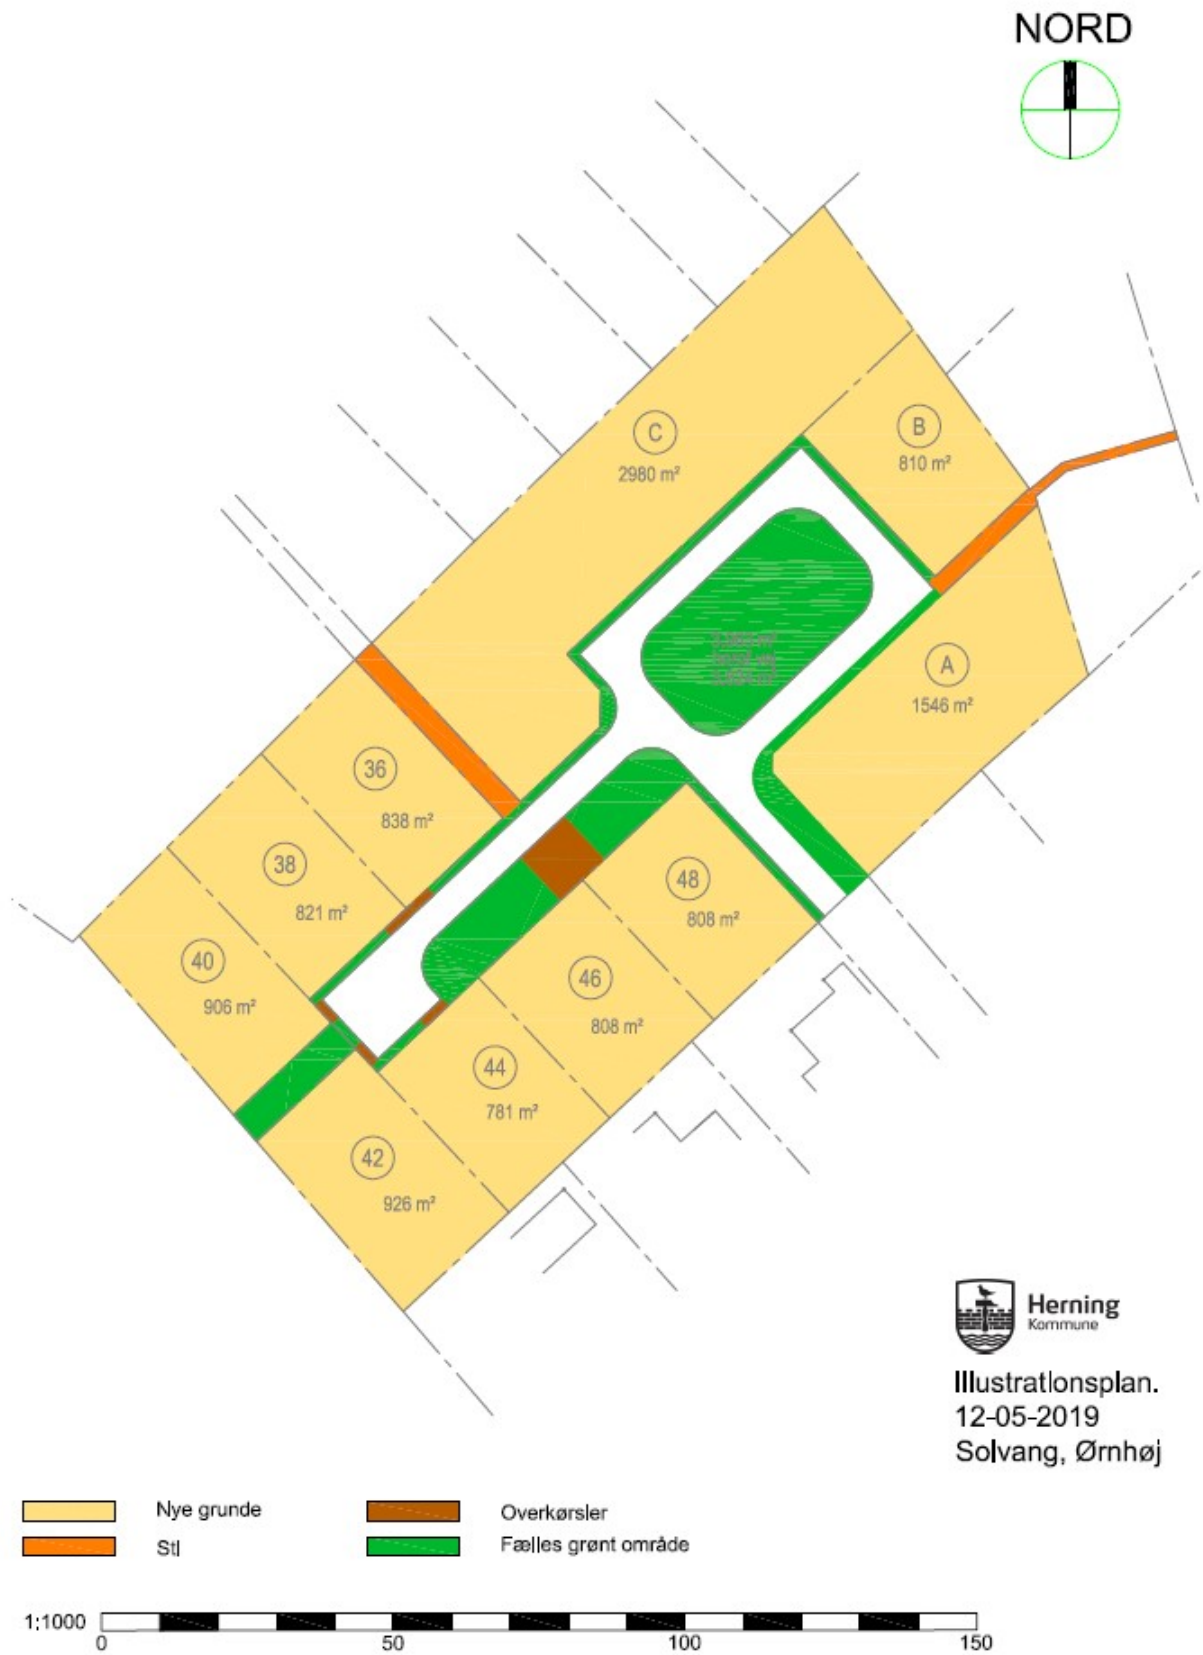 NORD
C
2980 m²
B
810 m²
A
1546 m²
36
838 m²
38
821 m²
40
906 m²
48
808 m²
46
808 m²
44
781 m²
42
926 m²
Herning
Kommune
Illustrationsplan.
12-05-2019
Solvang, Ørnhøj
Nye grunde
Overkørsler
Sti
Fælles grønt område
1:1000
0 50 100 150